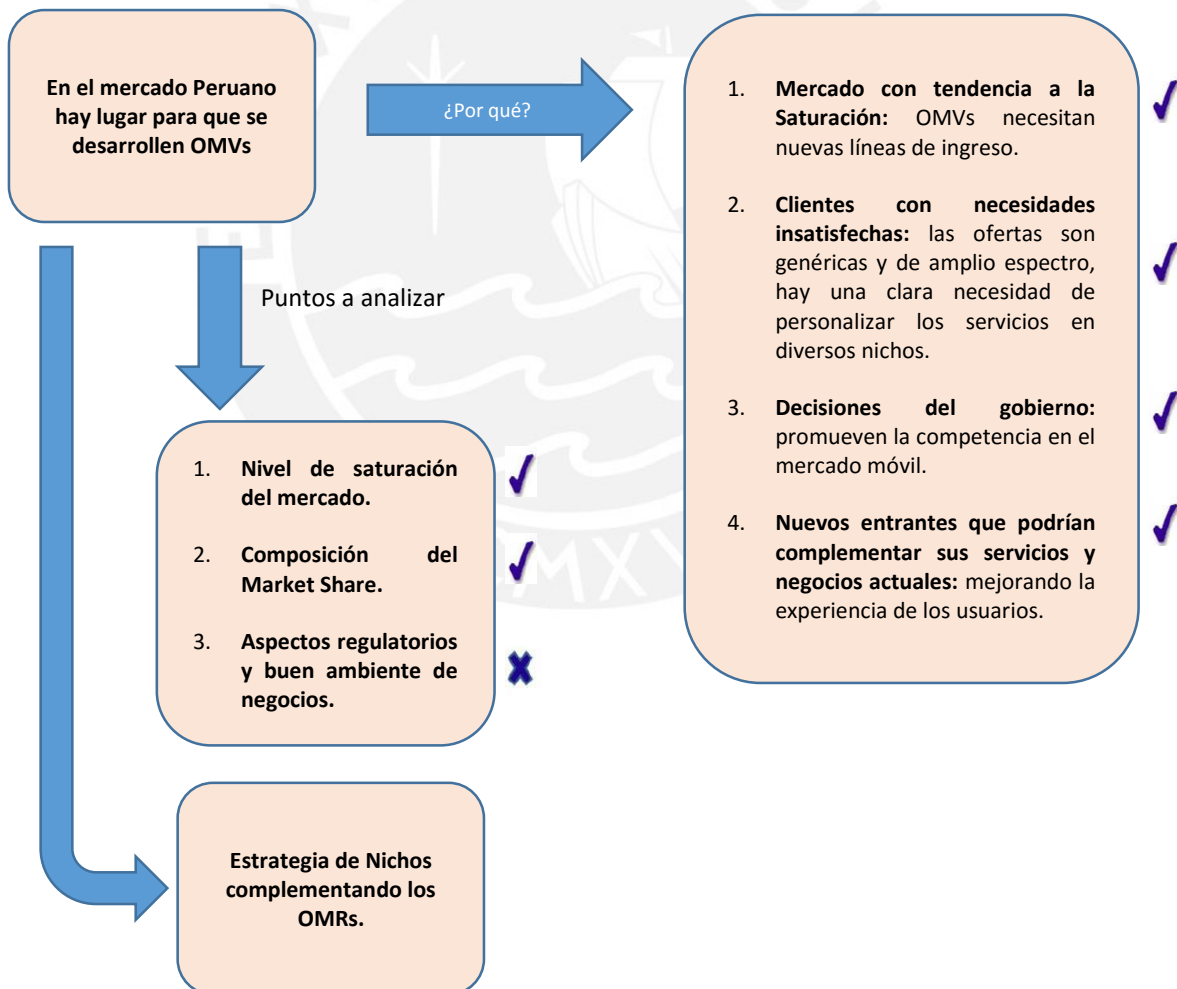 En el mercado Peruano
hay lugar para que se
desarrollen OMVs
¿Por qué?
1. Mercado con tendencia a la
Saturación: OMVs necesitan
nuevas líneas de ingreso.
2. Clientes con necesidades
insatisfechas: las ofertas son
genéricas y de amplio espectro,
hay una clara necesidad de
personalizar los servicios en
diversos nichos.
3. Decisiones del gobierno:
promueven la competencia en el
mercado móvil.
4. Nuevos entrantes que podrían
complementar sus servicios y
negocios actuales: mejorando la
experiencia de los usuarios.
Puntos a analizar
1. Nivel de saturación
del mercado.
2. Composición del
Market Share.
3. Aspectos regulatorios
y buen ambiente de
negocios.
Estrategia de Nichos
complementando los
OMRs.